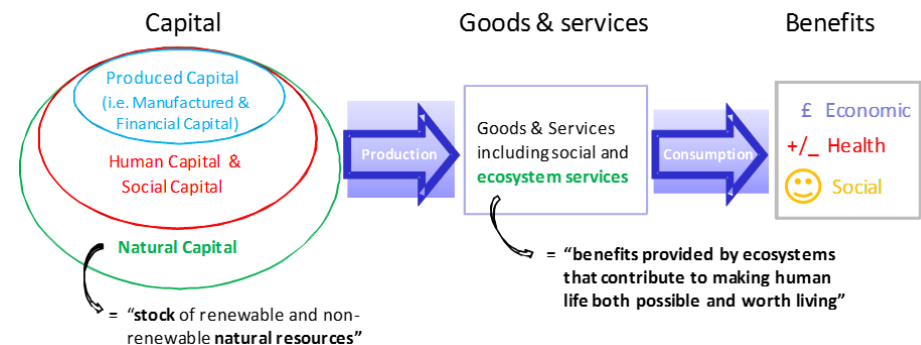 Capital
Goods & services
Benefits
Produced Capital
(i.e. Manufactured &
Financial Capital)
Human Capital &
Social Capital
Natural Capital
= “stock of renewable and non-
renewable natural resources”
Production
Goods & Services
including social and
ecosystem services
= “benefits provided by ecosystems
that contribute to making human
life both possible and worth living”
Consumption
£ Economic
+/_ Health
Social